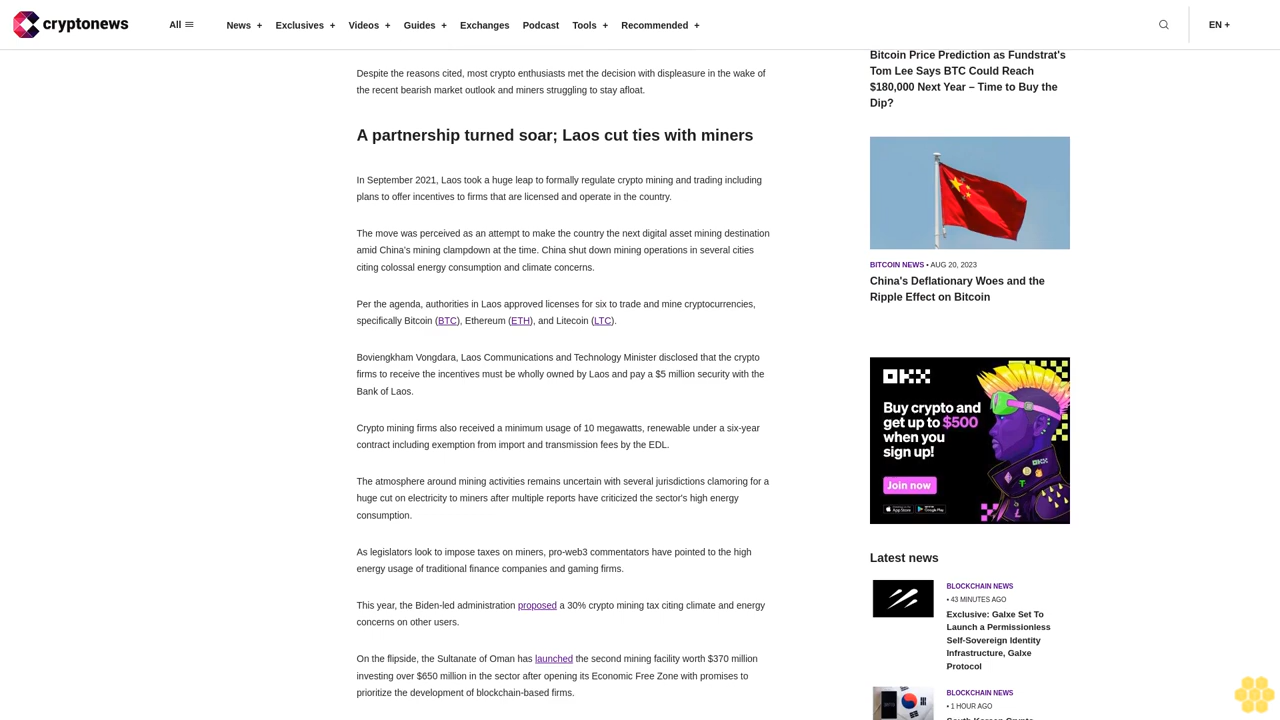 cryptonews
All
News +
Exclusives +
Videos +
Guides +
Exchanges
Podcast
Tools +
Recommended +
EN +
Despite the reasons cited, most crypto enthusiasts met the decision with displeasure in the wake of
the recent bearish market outlook and miners struggling to stay afloat.
A partnership turned soar; Laos cut ties with miners
In September 2021, Laos took a huge leap to formally regulate crypto mining and trading including
plans to offer incentives to firms that are licensed and operate in the country.
The move was perceived as an attempt to make the country the next digital asset mining destination
amid China's mining clampdown at the time. China shut down mining operations in several cities
citing colossal energy consumption and climate concerns.
Per the agenda, authorities in Laos approved licenses for six to trade and mine cryptocurrencies,
specifically Bitcoin (BTC), Ethereum (ETH), and Litecoin (LTC).
Boviengkham Vongdara, Laos Communications and Technology Minister disclosed that the crypto
firms to receive the incentives must be wholly owned by Laos and pay a $5 million security with the
Bank of Laos.
Crypto mining firms also received a minimum usage of 10 megawatts, renewable under a six-year
contract including exemption from import and transmission fees by the EDL.
The atmosphere around mining activities remains uncertain with several jurisdictions clamoring for a
huge cut on electricity to miners after multiple reports have criticized the sector's high energy
consumption.
As legislators look to impose taxes on miners, pro-web3 commentators have pointed to the high
energy usage of traditional finance companies and gaming firms.
This year, the Biden-led administration proposed a 30% crypto mining tax citing climate and energy
concerns on other users.
On the flipside, the Sultanate of Oman has launched the second mining facility worth $370 million
investing over $650 million in the sector after opening its Economic Free Zone with promises to
prioritize the development of blockchain-based firms.
Bitcoin Price Prediction as Fundstrat's
Tom Lee Says BTC Could Reach
$180,000 Next Year – Time to Buy the
Dip?
BITCOIN NEWS • AUG 20, 2023
China's Deflationary Woes and the
Ripple Effect on Bitcoin
OKX
Buy crypto and
get up to $500
when you
sign up!
Join now
App Store
Google Play
Latest news
BLOCKCHAIN NEWS
• 43 MINUTES AGO
Exclusive: Galxe Set To
Launch a Permissionless
Self-Sovereign Identity
Infrastructure, Galxe
Protocol
BLOCKCHAIN NEWS
• 1 HOUR AGO
South Korean Crypto